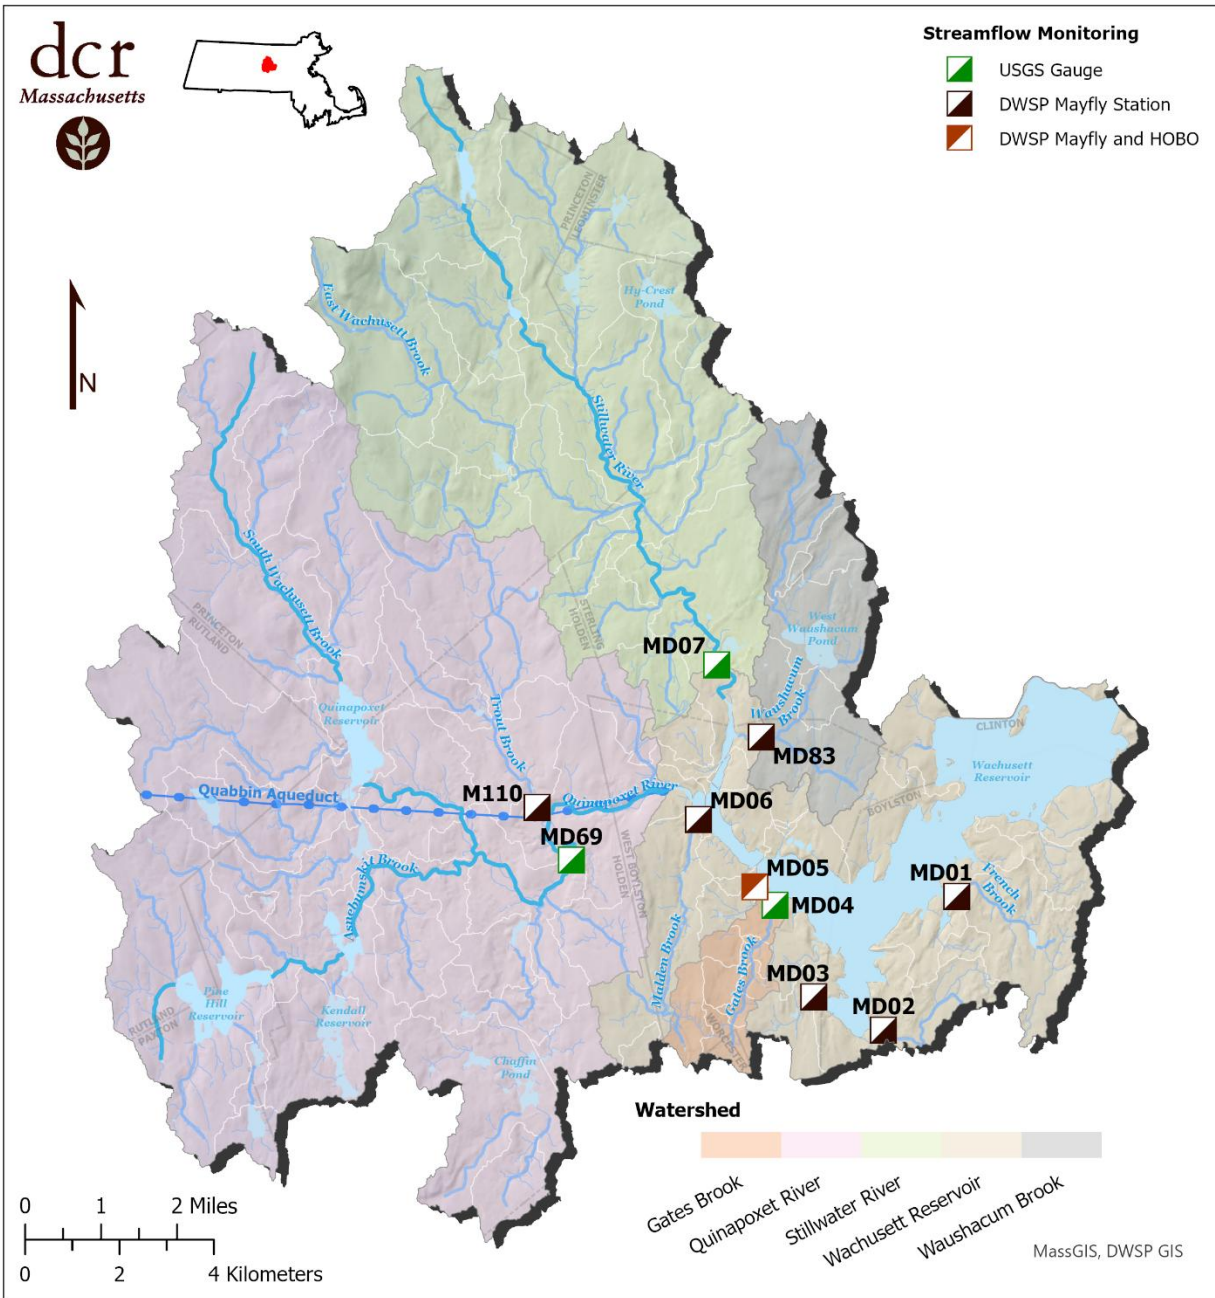 dcr
Massachusetts
Streamflow Monitoring
USGS Gauge
DWSP Mayfly Station
DWSP Mayfly and HOBO
N
PRINCETON
LEOMINSTER
Hy-Crest
Pond
East Wachusett Brook
Stillwater River
South Wachusett Brook
PRINCETON
RUTLAND
STERLING
HOLDEN
West
Waushacum
Pond
MD07
Waushacum
Brook
MD83
CLINTON
Wachusett
Reservoir
BOYLSTON
Quinapoxet
Reservoir
Trout Brook
Quabbin Aqueduct
M110
Quinapoxet River
MD06
MD69
WEST BOYLSTON
HOLDEN
MD05
MD04
MD01
French
Brook
Asnebumskit Brook
Malden Brook
Gates Brook
MD03
MD02
Pine
Hill
Reservoir
Kendall
Reservoir
RUTLAND
PAXTON
WORCESTER
Chaffin
Pond
Watershed
Gates Brook
Quinapoxet River
Stillwater River
Wachusett Reservoir
Waushacum Brook
0 1 2 Miles
0 2 4 Kilometers
MassGIS, DWSP GIS